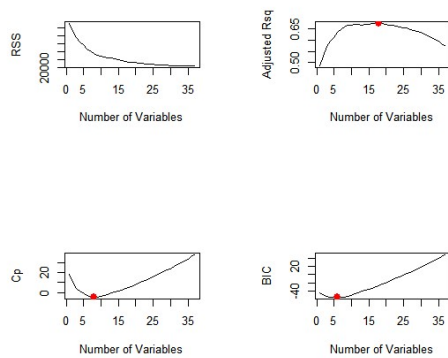 RSS
20000
0 5 15 25 35
Number of Variables
Adjusted Rsq
0.50 0.65
0 5 15 25 35
Number of Variables
Cp
0 20
0 5 15 25 35
Number of Variables
BIC
-40 20
0 5 15 25 35
Number of Variables